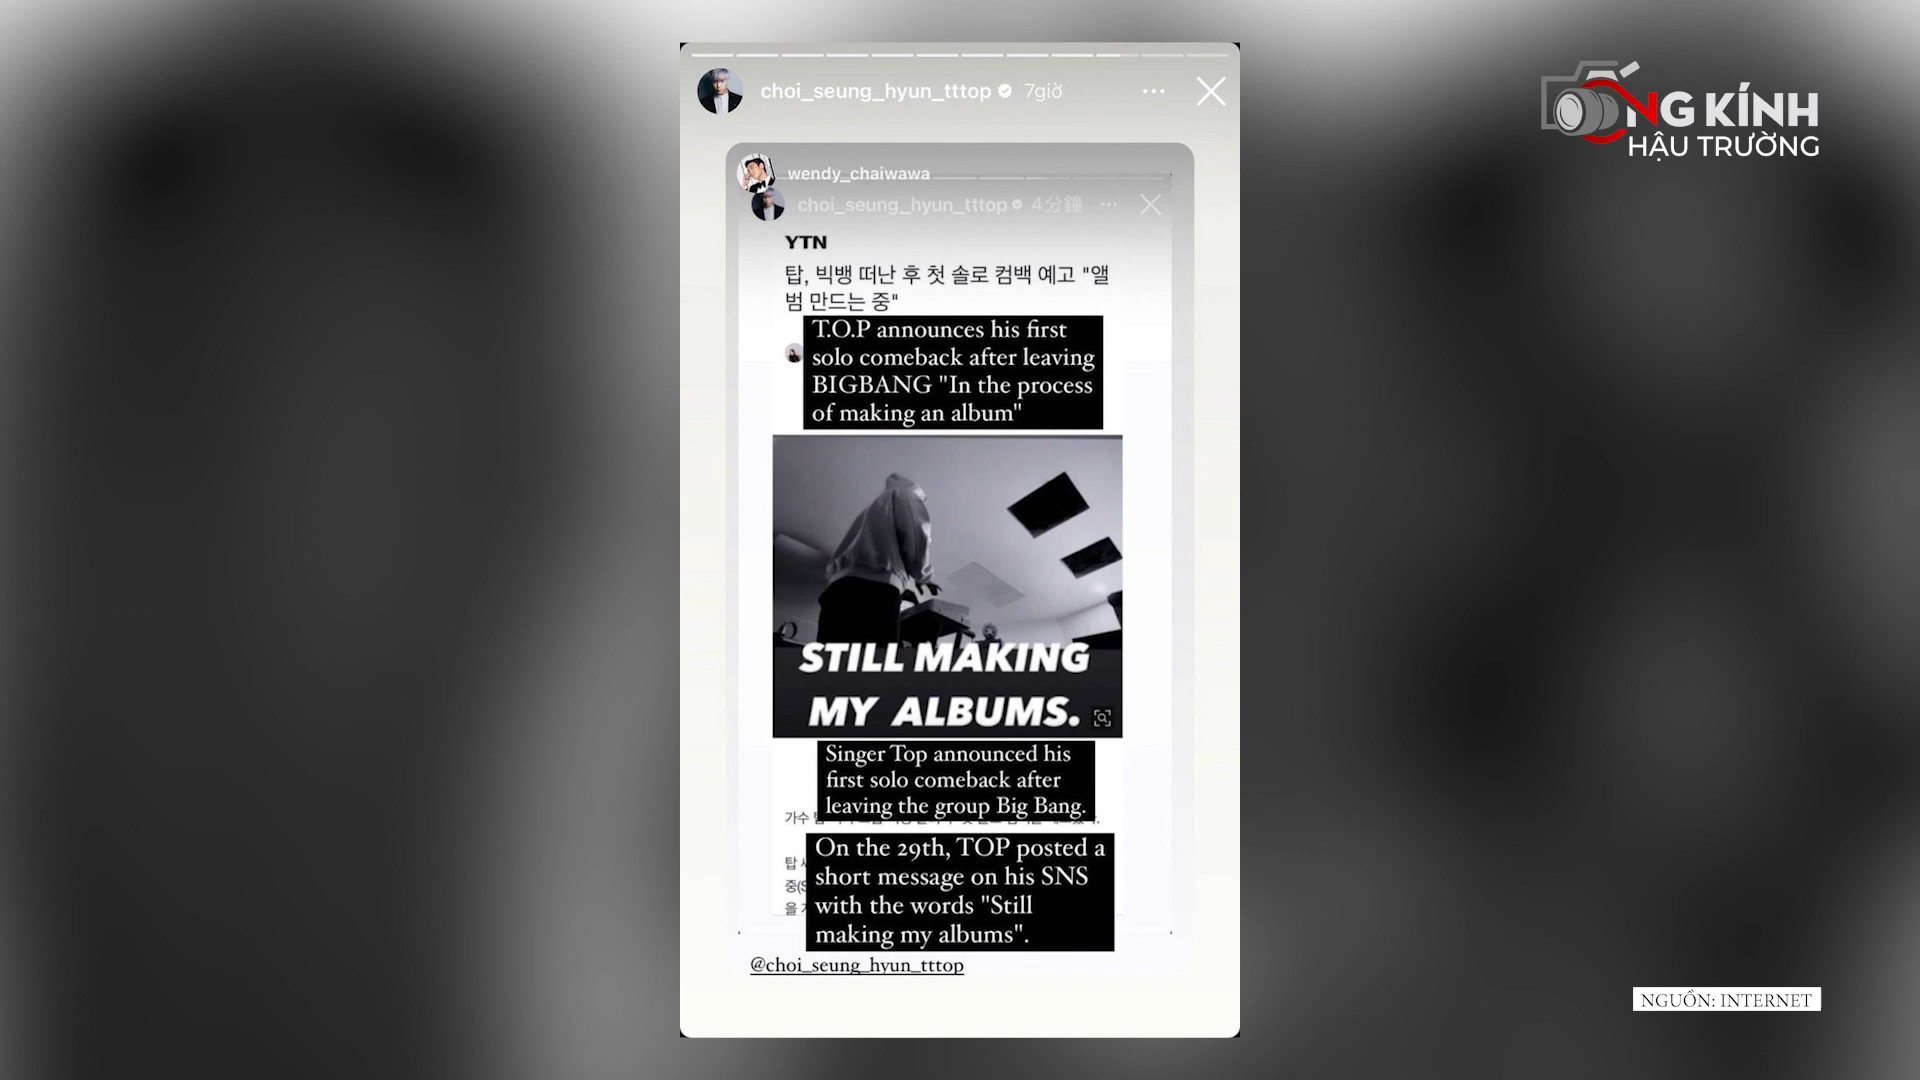 choi_seung_hyun_tttop 7giờ
ỐNG KÍNH
HẬU TRƯỜNG
wendy_chaiwawa
choi_seung_hyun_tttop 4分鐘
YTN
탑, 빅뱅 떠난 후 첫 솔로 컴백 예고 "앨
범 만드는 중"
T.O.P announces his first
solo comeback after leaving
BIGBANG "In the process
of making an album"
STILL MAKING
MY ALBUMS.
Singer Top announced his
first solo comeback after
leaving the group Big Bang.
가수
On the 29th, TOP posted a
short message on his SNS
with the words "Still
making my albums".
탑
@choi_seung_hyun_tttop
NGUỒN: INTERNET